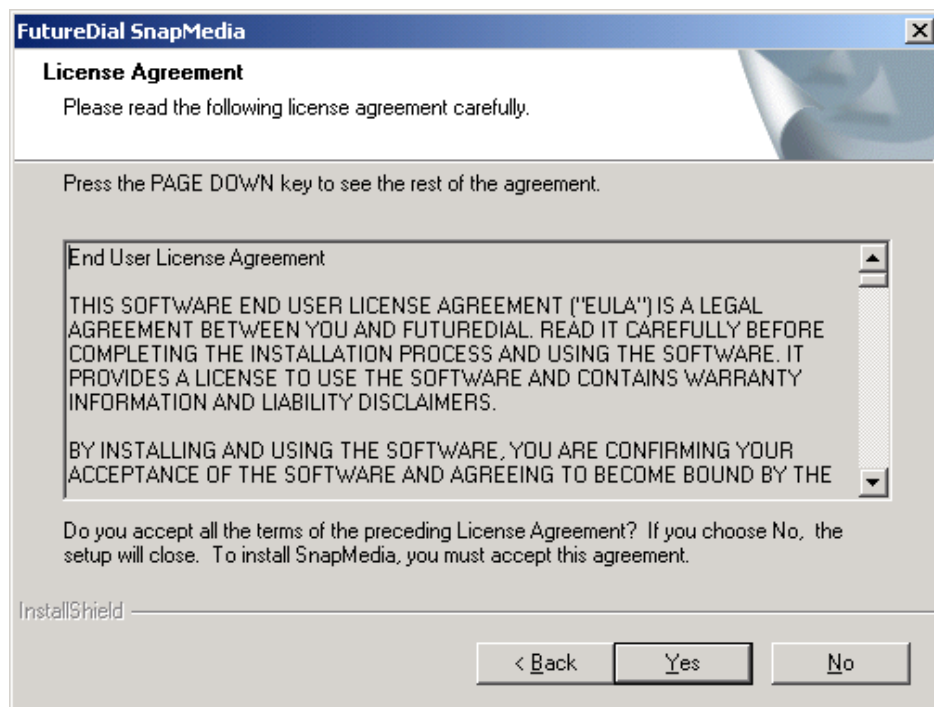 FutureDial SnapMedia
License Agreement
Please read the following license agreement carefully.
Press the PAGE DOWN key to see the rest of the agreement.
End User License Agreement
THIS SOFTWARE END USER LICENSE AGREEMENT ("EULA") IS A LEGAL
AGREEMENT BETWEEN YOU AND FUTUREDIAL. READ IT CAREFULLY BEFORE
COMPLETING THE INSTALLATION PROCESS AND USING THE SOFTWARE. IT
PROVIDES A LICENSE TO USE THE SOFTWARE AND CONTAINS WARRANTY
INFORMATION AND LIABILITY DISCLAIMERS.
BY INSTALLING AND USING THE SOFTWARE, YOU ARE CONFIRMING YOUR
ACCEPTANCE OF THE SOFTWARE AND AGREEING TO BECOME BOUND BY THE
Do you accept all the terms of the preceding License Agreement? If you choose No, the
setup will close. To install SnapMedia, you must accept this agreement.
InstallShield
< Back Yes No